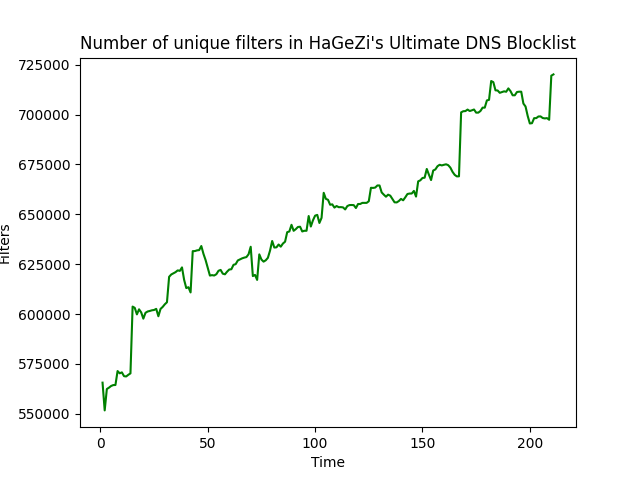 Number of unique filters in HaGeZi's Ultimate DNS Blocklist
725000
700000
675000
650000
625000
600000
575000
550000
Filters
0 50 100 150 200
Time